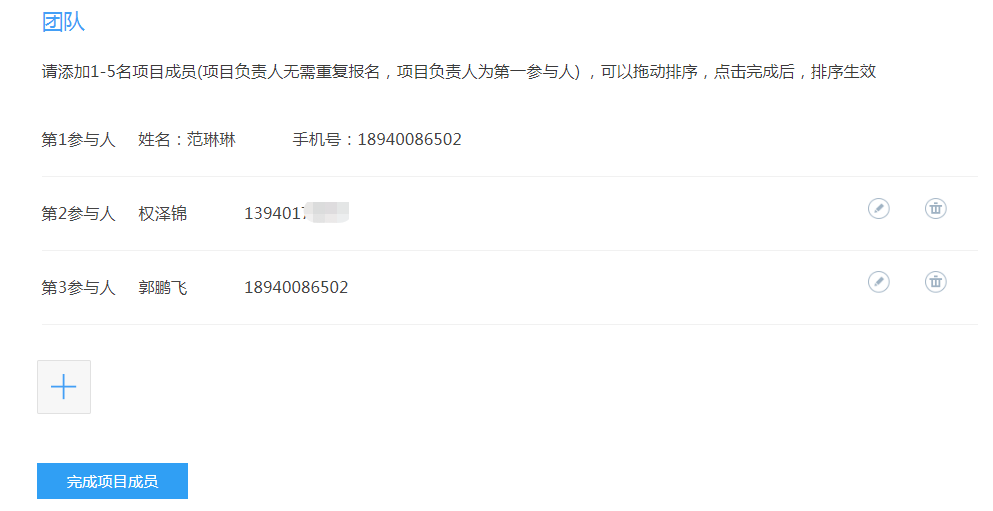 团队
请添加1-5名项目成员(项目负责人无需重复报名，项目负责人为第一参与人) ，可以拖动排序，点击完成后，排序生效
第1参与人 姓名：范琳琳 手机号：18940086502
第2参与人 权泽锦 1394017
第3参与人 郭鹏飞 18940086502
完成项目成员